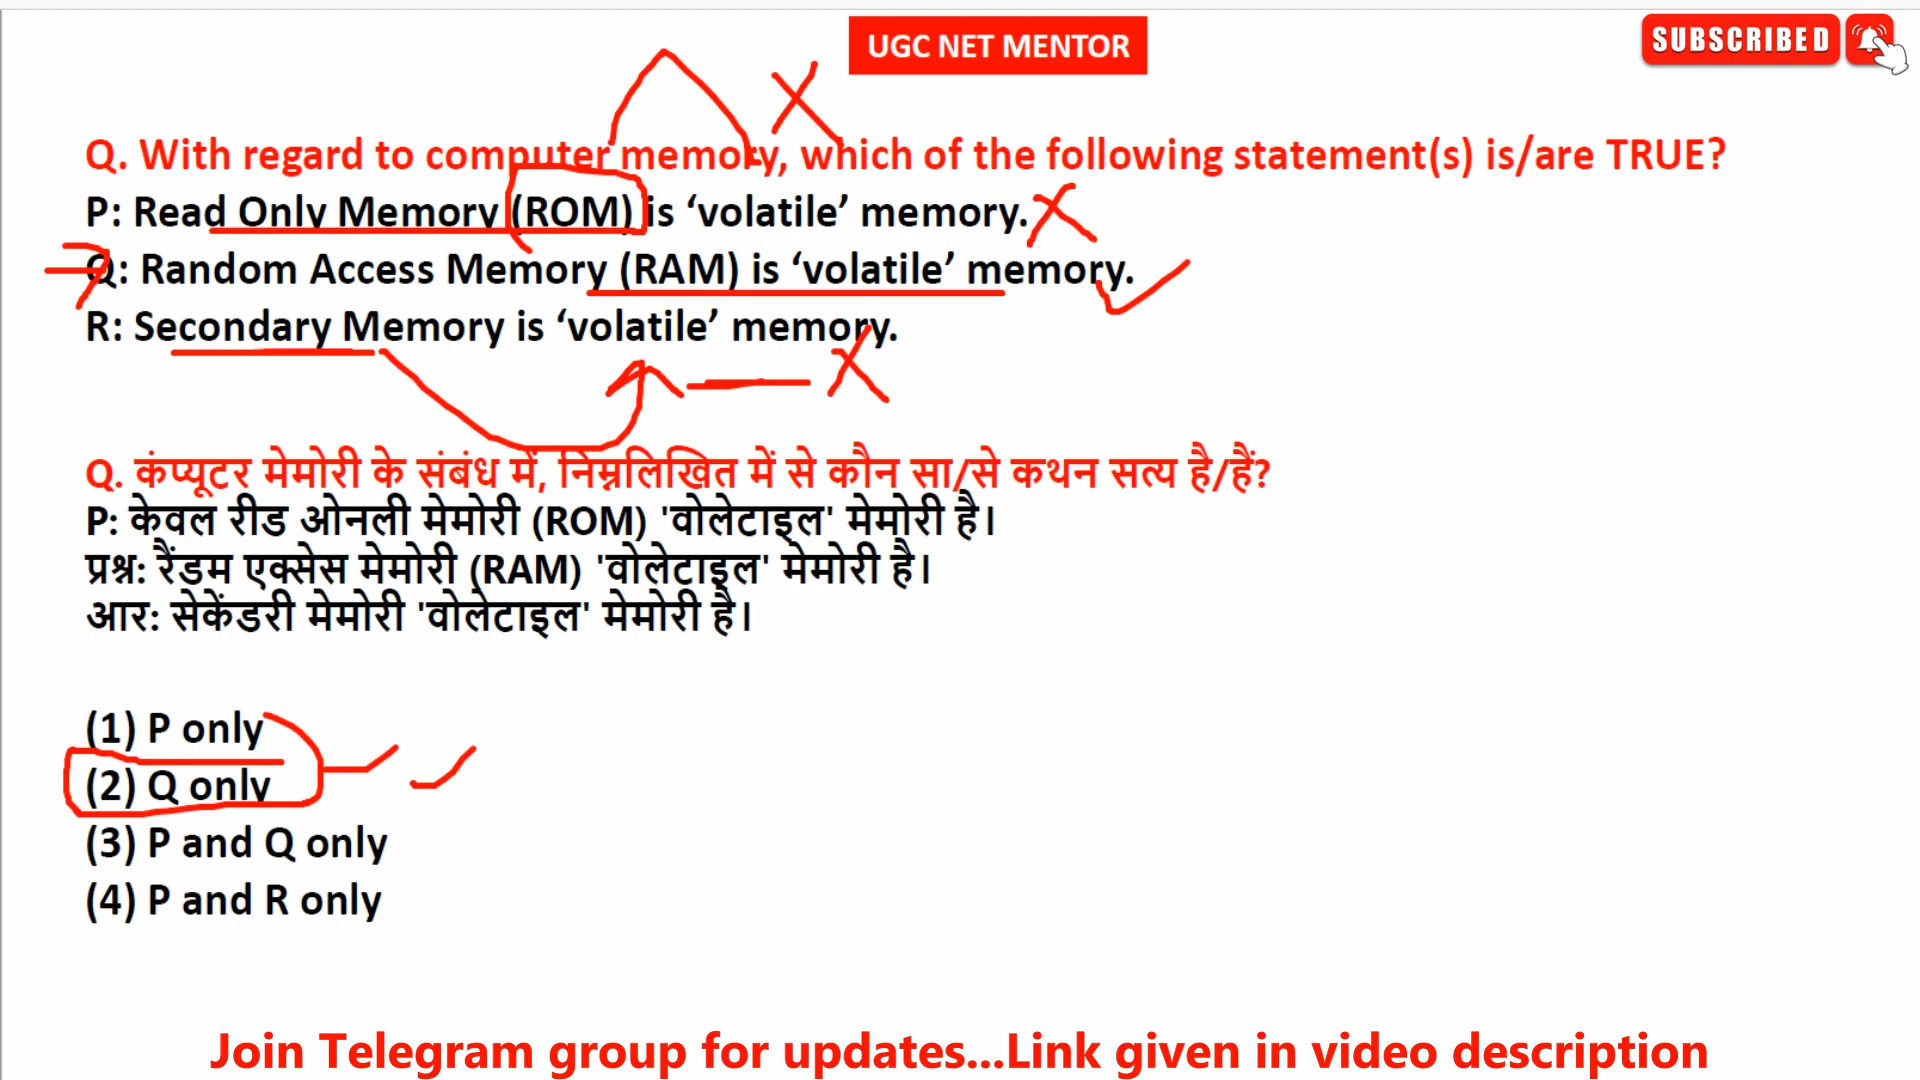 UGC NET MENTOR
SUBSCRIBED
Q. With regard to computer memory, which of the following statement(s) is/are TRUE?
P: Read Only Memory (ROM) is ‘volatile’ memory.
Q: Random Access Memory (RAM) is ‘volatile’ memory.
R: Secondary Memory is ‘volatile’ memory.
Q. कंप्यूटर मेमोरी के संबंध में, निम्नलिखित में से कौन सा/से कथन सत्य है/हैं?
P: केवल रीड ओनली मेमोरी (ROM) 'वोलेटाइल' मेमोरी है।
प्रश्न: रैंडम एक्सेस मेमोरी (RAM) 'वोलेटाइल' मेमोरी है।
आर: सेकेंडरी मेमोरी 'वोलेटाइल' मेमोरी है।
(1) P only
(2) Q only
(3) P and Q only
(4) P and R only
Join Telegram group for updates...Link given in video description